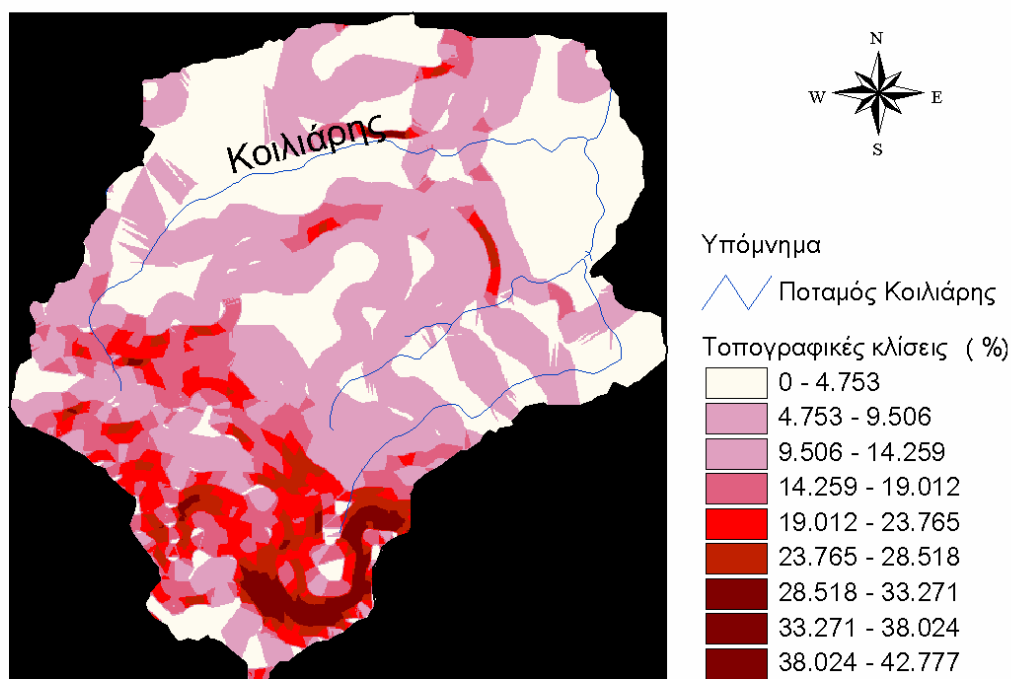 Κοιλιάρης
N
W E
S
Υπόμνημα
Ποταμός Κοιλιάρης
Τοπογραφικές κλίσεις ( %)
0 - 4.753
4.753 - 9.506
9.506 - 14.259
14.259 - 19.012
19.012 - 23.765
23.765 - 28.518
28.518 - 33.271
33.271 - 38.024
38.024 - 42.777